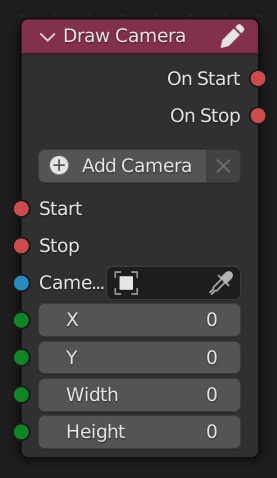 Draw Camera
On Start
On Stop
Add Camera
Start
Stop
Came...
X 0
Y 0
Width 0
Height 0